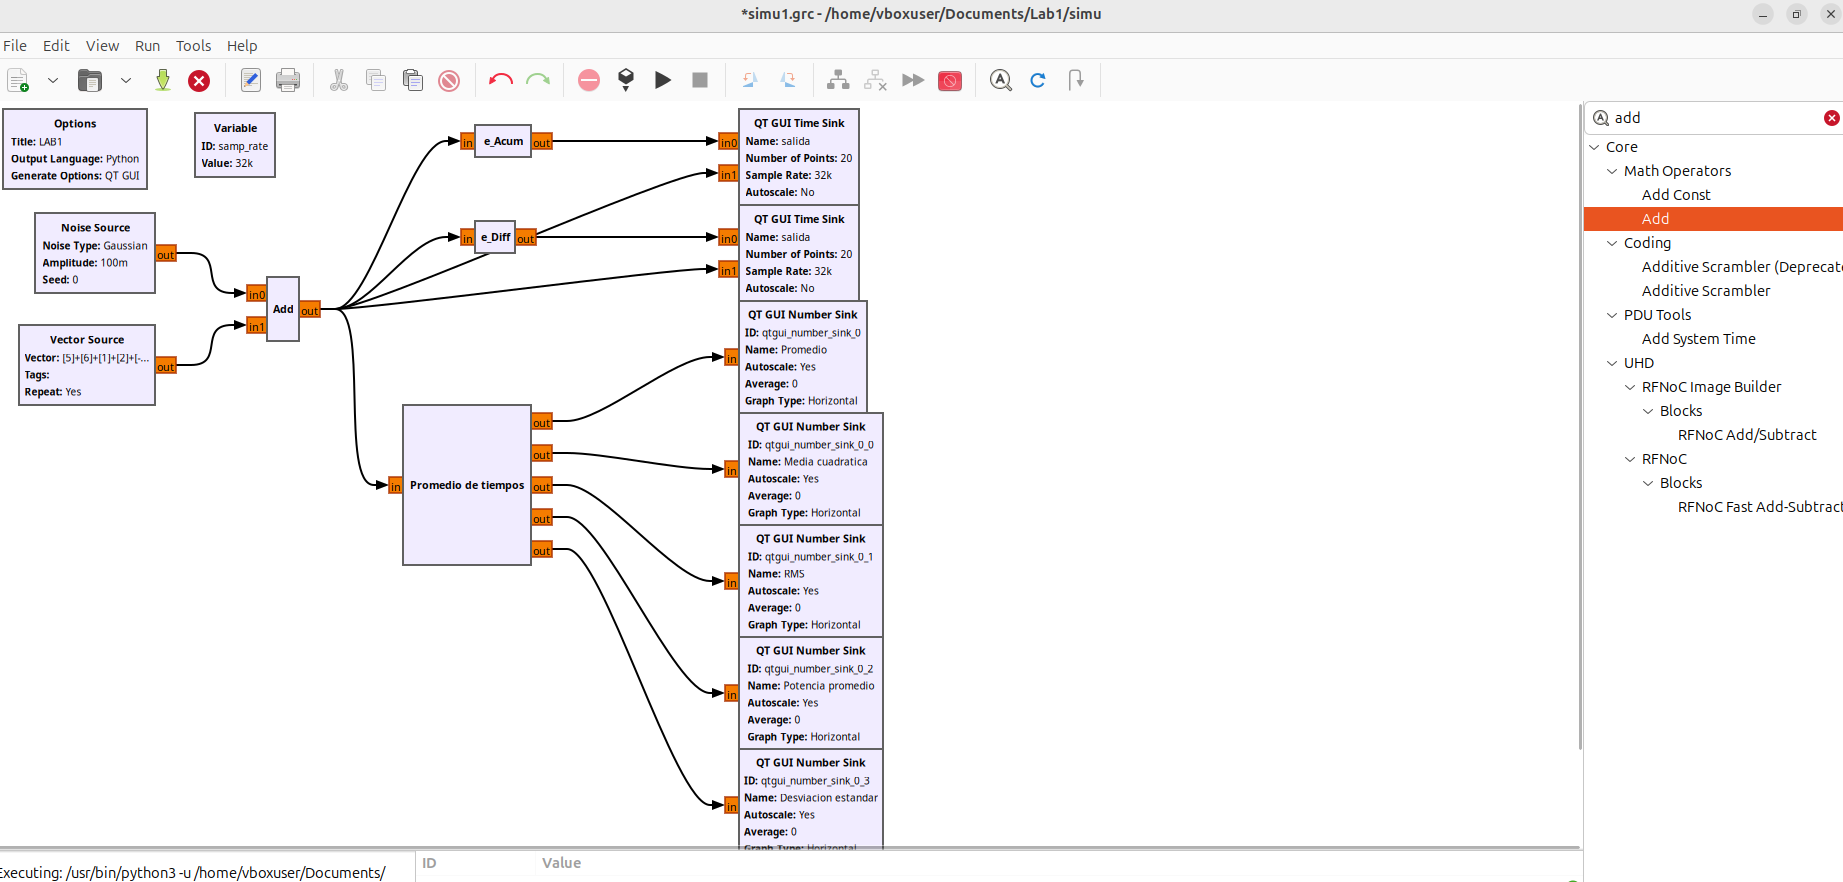 *simu1.grc - /home/vboxuser/Documents/Lab1/simu
File Edit View Run Tools Help
Options
Title: LAB1
Output Language: Python
Generate Options: QT GUI
Variable
ID: samp_rate
Value: 32k
Noise Source
Noise Type: Gaussian
Amplitude: 100m
Seed: 0
out
Vector Source
Vector: [5]+[6]+[1]+[2]+[-...
Tags:
Repeat: Yes
out
in0
in1
Add
out
in
e_Acum
out
in
e_Diff
out
in
Promedio de tiempos
out
out
out
out
out
in0
in1
QT GUI Time Sink
Name: salida
Number of Points: 20
Sample Rate: 32k
Autoscale: No
in0
in1
QT GUI Time Sink
Name: salida
Number of Points: 20
Sample Rate: 32k
Autoscale: No
in
QT GUI Number Sink
ID: qtgui_number_sink_0
Name: Promedio
Autoscale: Yes
Average: 0
Graph Type: Horizontal
in
QT GUI Number Sink
ID: qtgui_number_sink_0_0
Name: Media cuadratica
Autoscale: Yes
Average: 0
Graph Type: Horizontal
in
QT GUI Number Sink
ID: qtgui_number_sink_0_1
Name: RMS
Autoscale: Yes
Average: 0
Graph Type: Horizontal
in
QT GUI Number Sink
ID: qtgui_number_sink_0_2
Name: Potencia promedio
Autoscale: Yes
Average: 0
Graph Type: Horizontal
in
QT GUI Number Sink
ID: qtgui_number_sink_0_3
Name: Desviacion estandar
Autoscale: Yes
Average: 0
Graph Type: Horizontal
add
Core
Math Operators
Add Const
Add
Coding
Additive Scrambler (Deprecate
Additive Scrambler
PDU Tools
Add System Time
UHD
RFNoC Image Builder
Blocks
RFNoC Add/Subtract
RFNoC
Blocks
RFNoC Fast Add-Subtract
Executing: /usr/bin/python3 -u /home/vboxuser/Documents/
ID Value